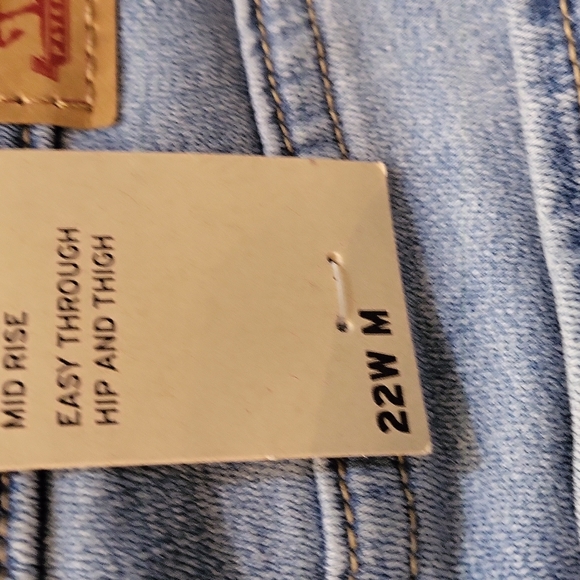 MID RISE
EASY THROUGH
HIP AND THIGH
22W M